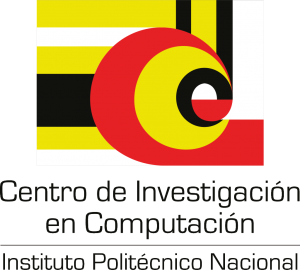 Centro de Investigación
en Computación
Instituto Politécnico Nacional